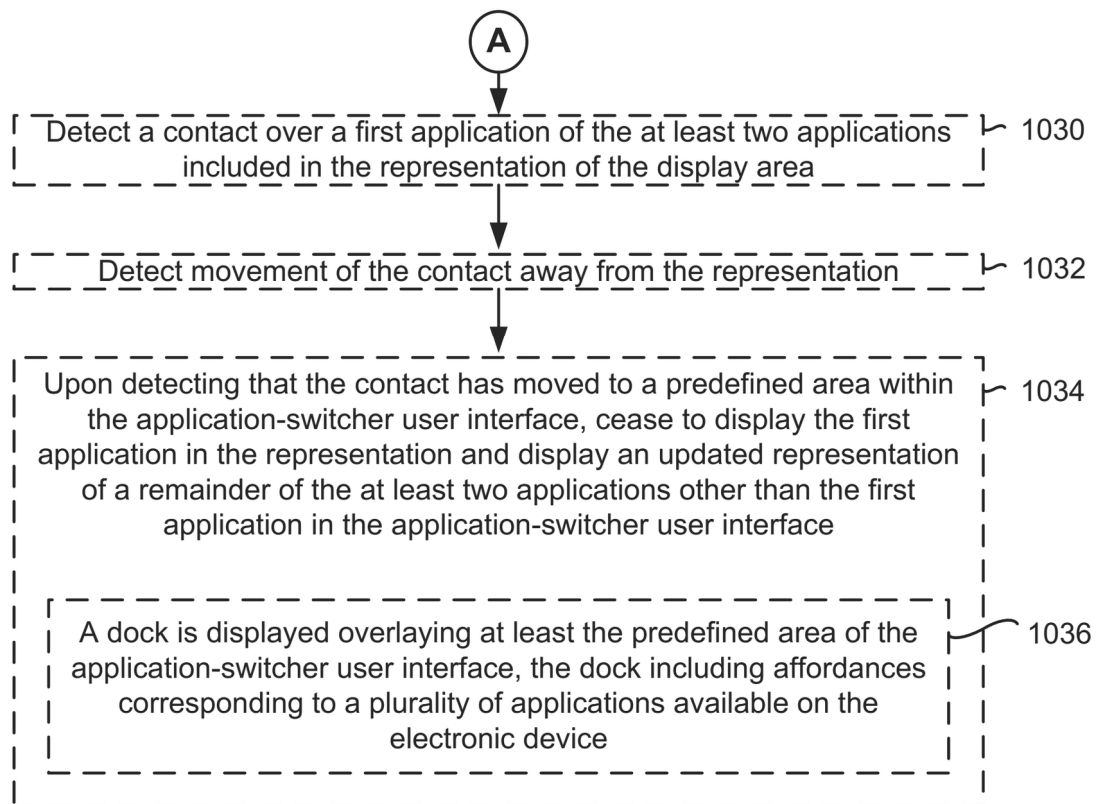 A
Detect a contact over a first application of the at least two applications
included in the representation of the display area
1030
Detect movement of the contact away from the representation
1032
Upon detecting that the contact has moved to a predefined area within
the application-switcher user interface, cease to display the first
application in the representation and display an updated representation
of a remainder of the at least two applications other than the first
application in the application-switcher user interface
1034
A dock is displayed overlaying at least the predefined area of the
application-switcher user interface, the dock including affordances
corresponding to a plurality of applications available on the
electronic device
1036